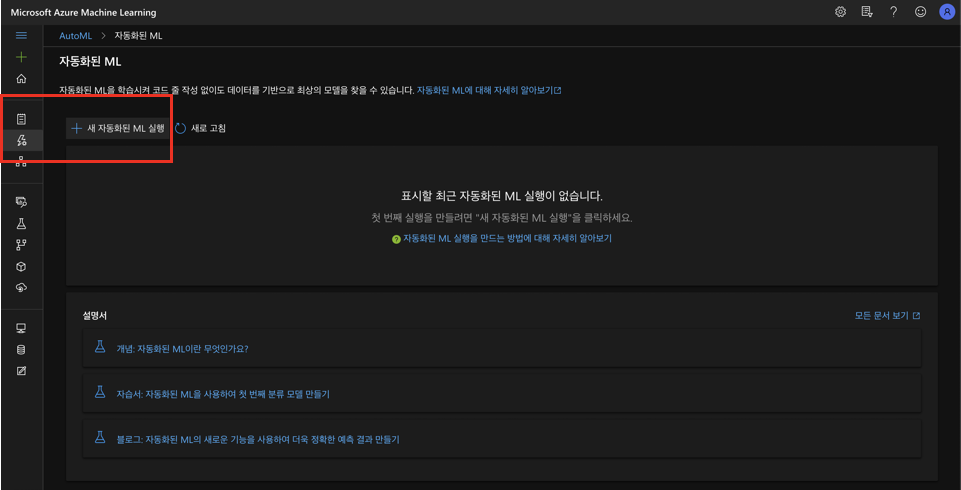 Microsoft Azure Machine Learning
AutoML > 자동화된 ML
자동화된 ML
자동화된 ML을 학습시켜 코드 줄 작성 없이도 데이터를 기반으로 최상의 모델을 찾을 수 있습니다. 자동화된 ML에 대해 자세히 알아보기
+ 새 자동화된 ML 실행 새로 고침
표시할 최근 자동화된 ML 실행이 없습니다.
첫 번째 실행을 만들려면 "새 자동화된 ML 실행"을 클릭하세요.
자동화된 ML 실행을 만드는 방법에 대해 자세히 알아보기
설명서 모든 문서 보기
개념: 자동화된 ML이란 무엇인가요?
자습서: 자동화된 ML을 사용하여 첫 번째 분류 모델 만들기
블로그: 자동화된 ML의 새로운 기능을 사용하여 더욱 정확한 예측 결과 만들기